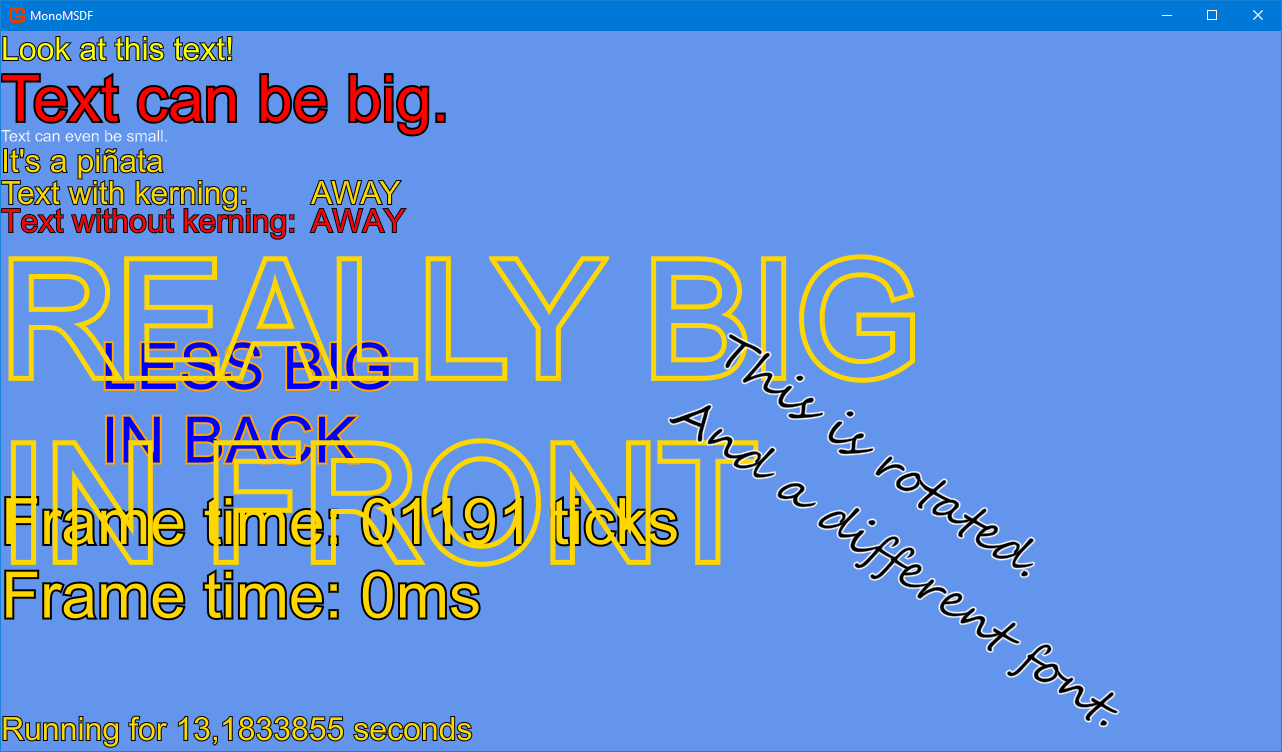 MonoMSDF
Look at this text!
Text can be big.
Text can even be small.
It's a piñata
Text with kerning: AWAY
Text without kerning: AWAY
REALLY BIG
IN FRONT
LESS BIG
IN BACK
This is rotated.
And a different font.
Frame time: 01191 ticks
Frame time: 0ms
Running for 13,1833855 seconds